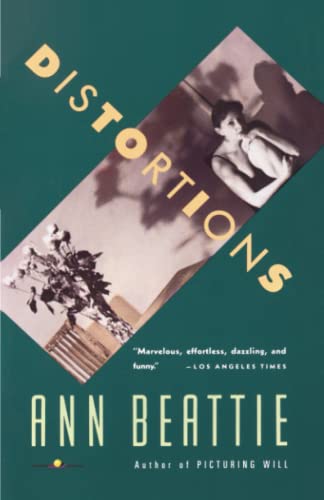 DISTORTIONS
"Marvelous, effortless, dazzling, and
funny."
—LOS ANGELES TIMES
ANN BEATTIE
Author of PICTURING WILL